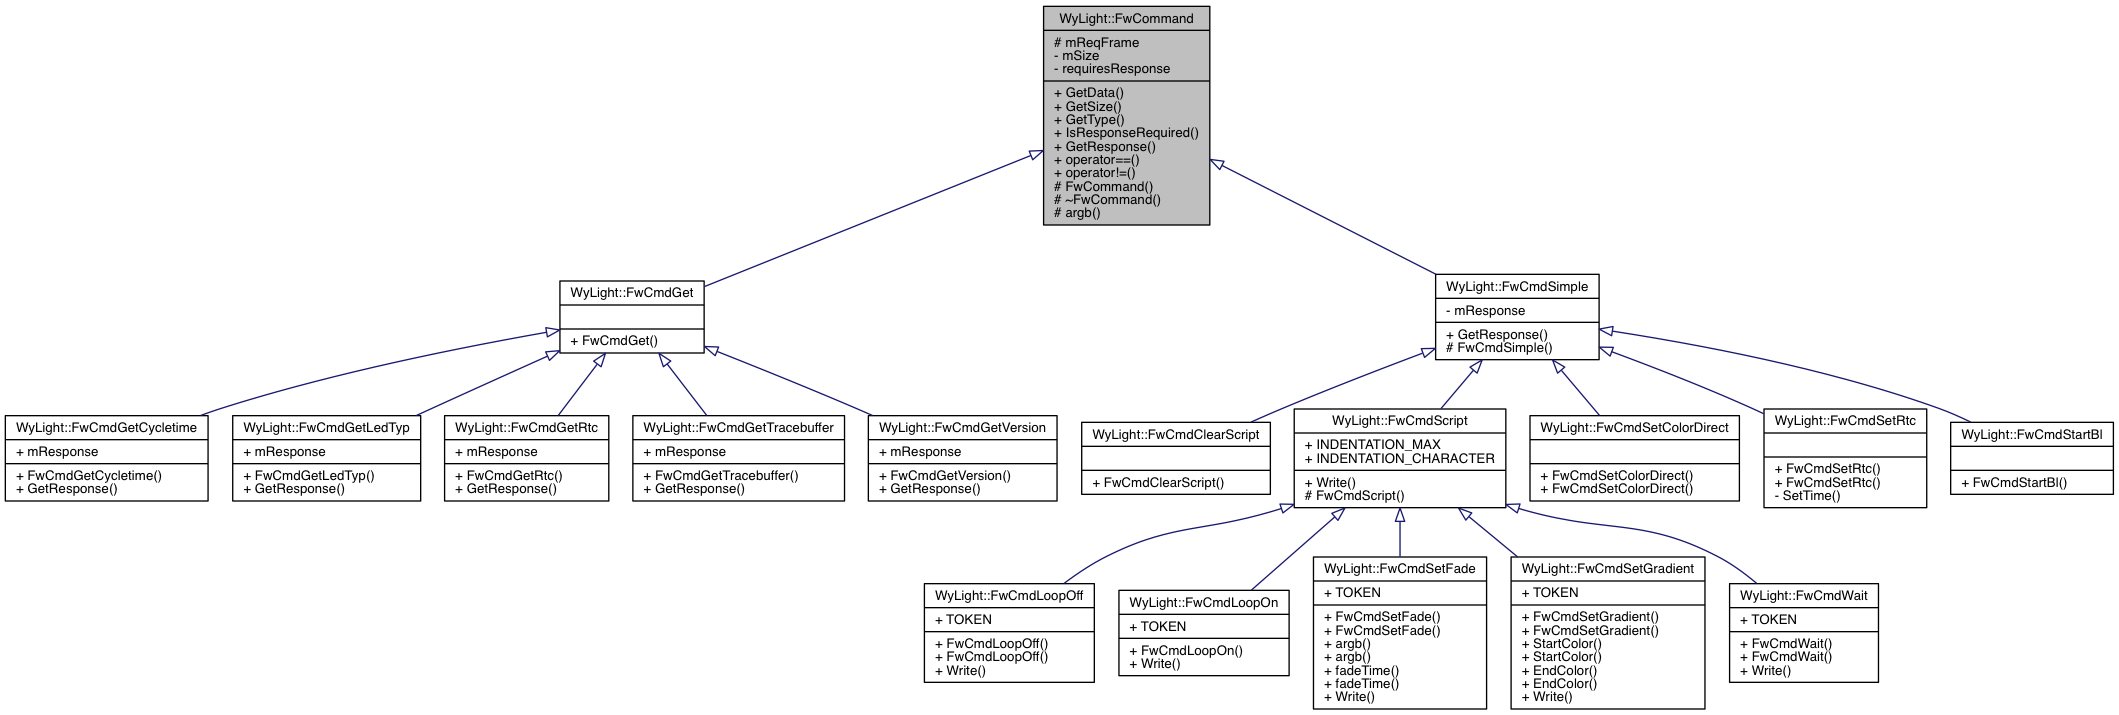 WyLight::FwCommand
# mReqFrame
- mSize
- requiresResponse
+ GetData()
+ GetSize()
+ GetType()
+ IsResponseRequired()
+ GetResponse()
+ operator==()
+ operator!=()
# FwCommand()
# ~FwCommand()
# argb()
WyLight::FwCmdGet
+ FwCmdGet()
WyLight::FwCmdSimple
- mResponse
+ GetResponse()
# FwCmdSimple()
WyLight::FwCmdGetCycletime
+ mResponse
+ FwCmdGetCycletime()
+ GetResponse()
WyLight::FwCmdGetLedTyp
+ mResponse
+ FwCmdGetLedTyp()
+ GetResponse()
WyLight::FwCmdGetRtc
+ mResponse
+ FwCmdGetRtc()
+ GetResponse()
WyLight::FwCmdGetTracebuffer
+ mResponse
+ FwCmdGetTracebuffer()
+ GetResponse()
WyLight::FwCmdGetVersion
+ mResponse
+ FwCmdGetVersion()
+ GetResponse()
WyLight::FwCmdClearScript
+ FwCmdClearScript()
WyLight::FwCmdScript
+ INDENTATION_MAX
+ INDENTATION_CHARACTER
+ Write()
# FwCmdScript()
WyLight::FwCmdSetColorDirect
+ FwCmdSetColorDirect()
+ FwCmdSetColorDirect()
WyLight::FwCmdSetRtc
+ FwCmdSetRtc()
+ FwCmdSetRtc()
- SetTime()
WyLight::FwCmdStartBl
+ FwCmdStartBl()
WyLight::FwCmdLoopOff
+ TOKEN
+ FwCmdLoopOff()
+ FwCmdLoopOff()
+ Write()
WyLight::FwCmdLoopOn
+ TOKEN
+ FwCmdLoopOn()
+ Write()
WyLight::FwCmdSetFade
+ TOKEN
+ FwCmdSetFade()
+ FwCmdSetFade()
+ argb()
+ argb()
+ fadeTime()
+ fadeTime()
+ Write()
WyLight::FwCmdSetGradient
+ TOKEN
+ FwCmdSetGradient()
+ FwCmdSetGradient()
+ StartColor()
+ StartColor()
+ EndColor()
+ EndColor()
+ Write()
WyLight::FwCmdWait
+ TOKEN
+ FwCmdWait()
+ FwCmdWait()
+ Write()